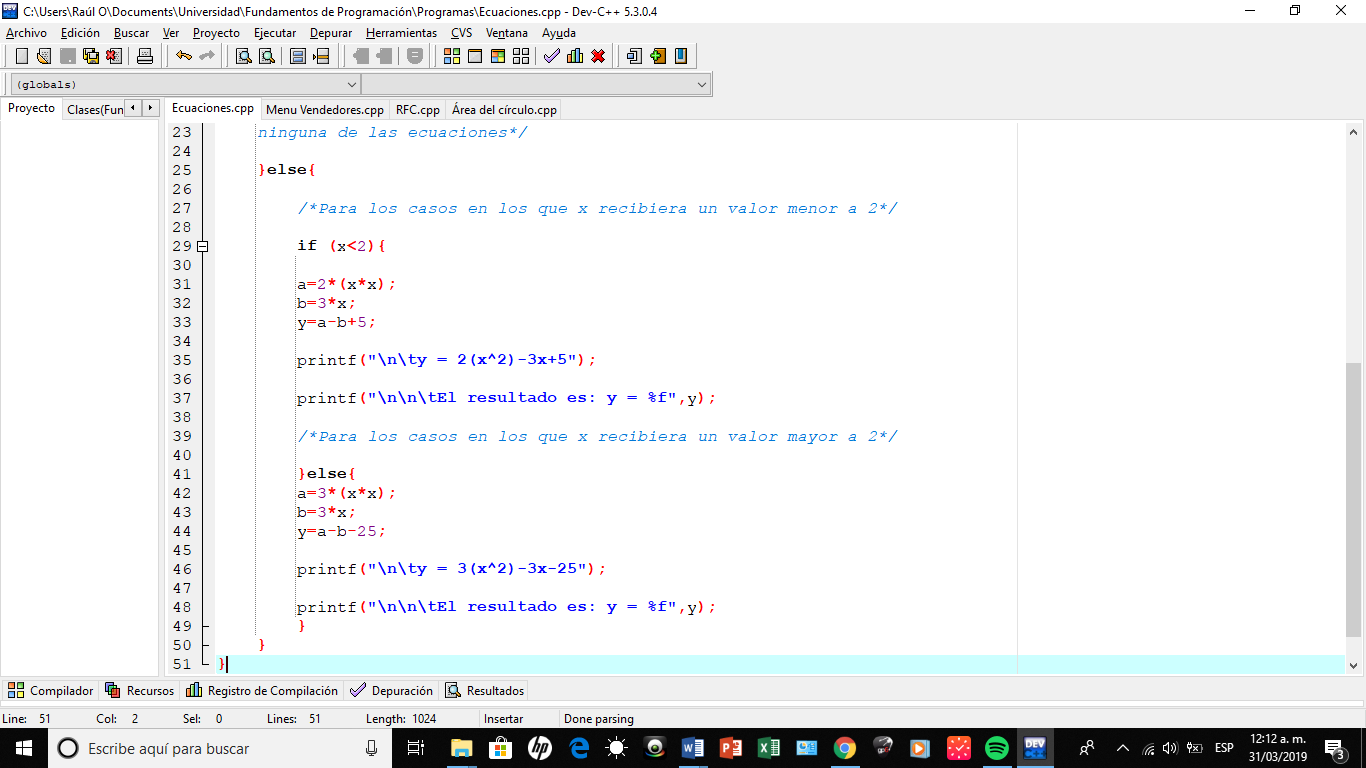 C:\Users\Raúl O\Documents\Universidad\Fundamentos de Programación\Programas\Ecuaciones.cpp - Dev-C++ 5.3.0.4
Archivo Edición Buscar Ver Proyecto Ejecutar Depurar Herramientas CVS Ventana Ayuda
(globals)
Proyecto Clases(Fun Ecuaciones.cpp Menu Vendedores.cpp RFC.cpp Área del círculo.cpp
23 ninguna de las ecuaciones*/
24
25 }else{
26
27 /*Para los casos en los que x recibiera un valor menor a 2*/
28
29 if (x<2){
30
31 a=2*(x*x);
32 b=3*x;
33 y=a-b+5;
34
35 printf("\n\ty = 2(x^2)-3x+5");
36
37 printf("\n\n\tEl resultado es: y = %f",y);
38
39 /*Para los casos en los que x recibiera un valor mayor a 2*/
40
41 }else{
42 a=3*(x*x);
43 b=3*x;
44 y=a-b-25;
45
46 printf("\n\ty = 3(x^2)-3x-25");
47
48 printf("\n\n\tEl resultado es: y = %f",y);
49 }
50 }
51 }
Compilador Recursos Registro de Compilación Depuración Resultados
Line: 51 Col: 2 Sel: 0 Lines: 51 Length: 1024 Insertar Done parsing
Escribe aquí para buscar ESP 12:12 a. m.
31/03/2019 3